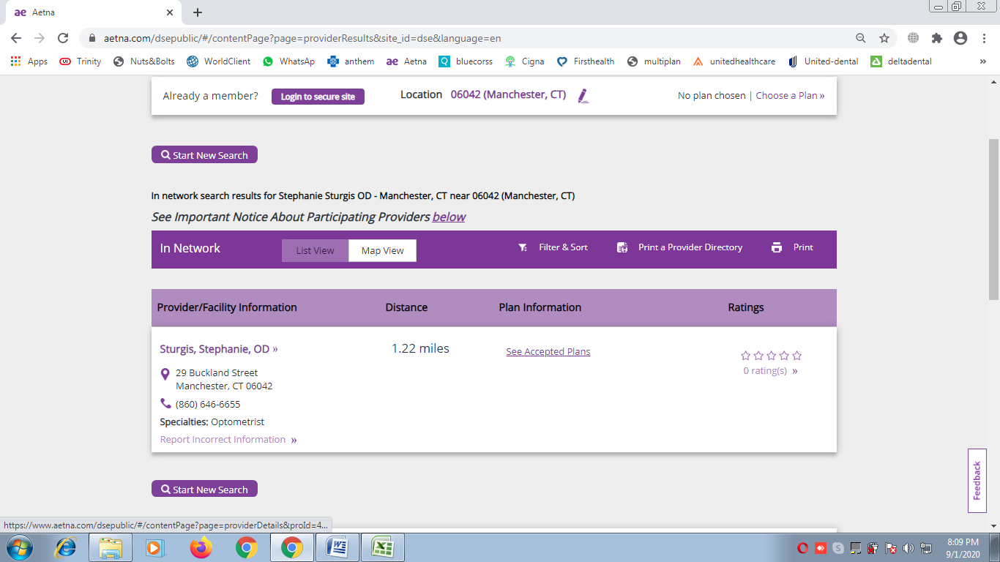 ae Aetna
aetna.com/dsepublic/#/contentPage?page=providerResults&site_id=dse&language=en
Apps Trinity Nuts&Bolts WorldClient WhatsApp anthem ae Aetna bluecorss Cigna Firsthealth multiplan unitedhealthcare United-dental deltadental »
Already a member? Login to secure site Location 06042 (Manchester, CT) No plan chosen | Choose a Plan »
Start New Search
In network search results for Stephanie Sturgis OD - Manchester, CT near 06042 (Manchester, CT)
See Important Notice About Participating Providers below
In Network List View Map View Filter & Sort Print a Provider Directory Print
Provider/Facility Information Distance Plan Information Ratings
Sturgis, Stephanie, OD » 1.22 miles See Accepted Plans
29 Buckland Street
Manchester, CT 06042
0 rating(s) »
(860) 646-6655
Specialties: Optometrist
Report Incorrect Information »
Feedback
Start New Search
https://www.aetna.com/dsepublic/#/contentPage?page=providerDetails&proId=4...
8:09 PM
9/1/2020